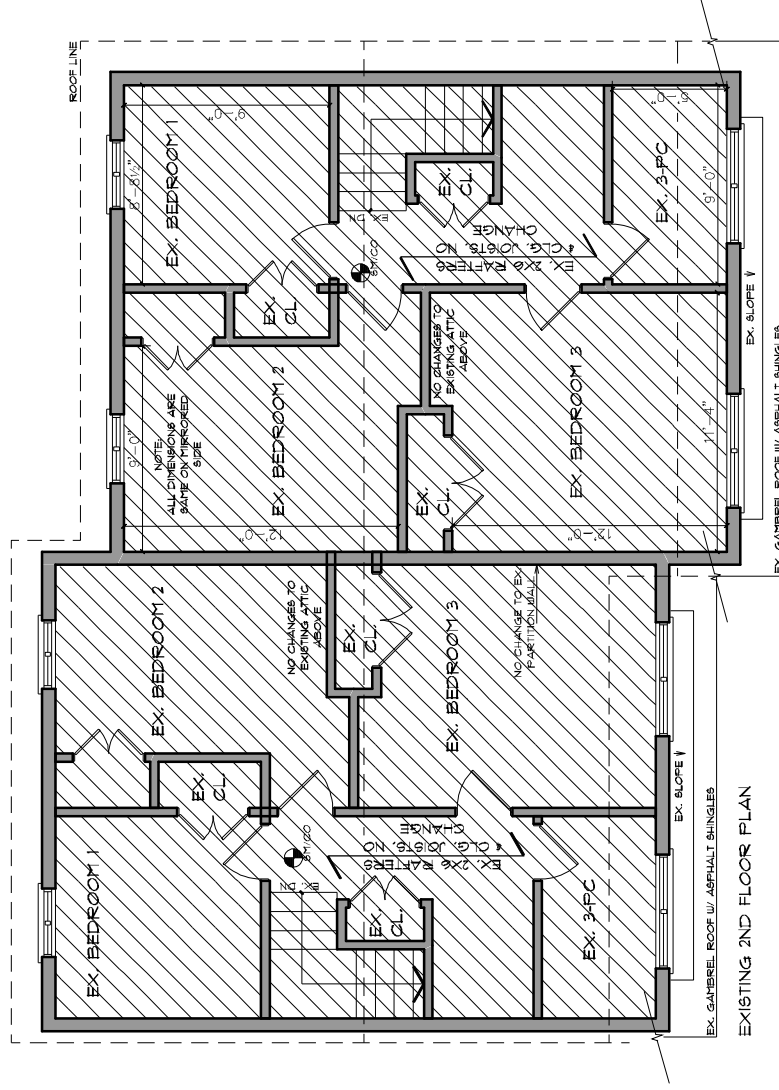 EX. BEDROOM 1
EX. BEDROOM 2
EX.
CL.
SM/CO
EX. DN
NO CHANGES TO
EXISTING ATTIC
ABOVE
EX.
CL.
EX.
CL.
EX. 2X6 RAFTERS
& CLG. JOISTS, NO
CHANGE
EX. BEDROOM 3
EX. 3-PC
NO CHANGE TO EX.
PARTITION WALL
EX. SLOPE
EX. GAMBREL ROOF W/ ASPHALT SHINGLES
EXISTING 2ND FLOOR PLAN
ROOF LINE
9'-0"
8'-8½"
NOTE:
ALL DIMENSIONS ARE
SAME ON MIRRORED
SIDE
EX. BEDROOM 1
9'-0"
EX. BEDROOM 2
12'-0"
EX.
CL.
SM/CO
EX. DN
NO CHANGES TO
EXISTING ATTIC
ABOVE
EX.
CL.
EX.
CL.
EX. 2X6 RAFTERS
& CLG. JOISTS, NO
CHANGE
EX. BEDROOM 3
12'-0"
EX. 3-PC
5'-0"
11'-4"
9'-0"
EX. SLOPE
EX. GAMBREL ROOF W/ ASPHALT SHINGLES